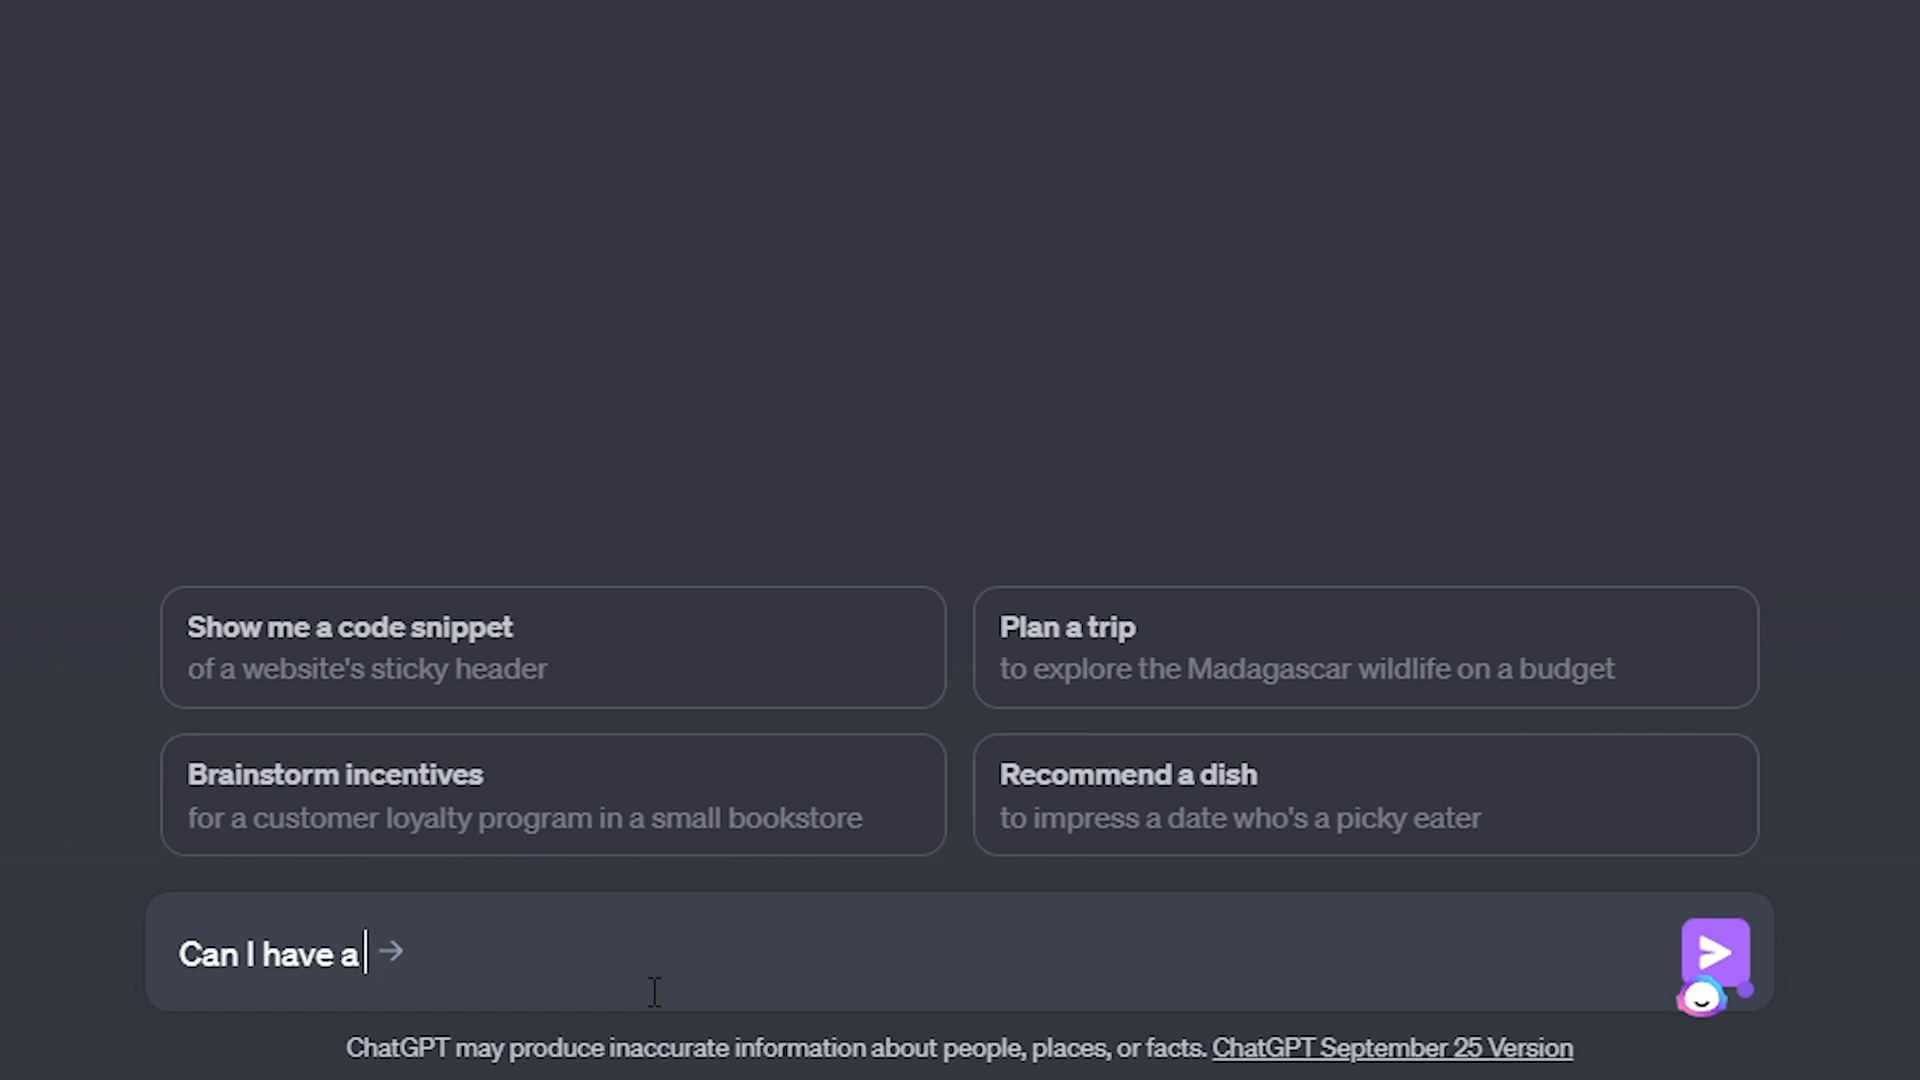 Show me a code snippet
of a website's sticky header
Plan a trip
to explore the Madagascar wildlife on a budget
Brainstorm incentives
for a customer loyalty program in a small bookstore
Recommend a dish
to impress a date who's a picky eater
Can I have a
ChatGPT may produce inaccurate information about people, places, or facts. ChatGPT September 25 Version